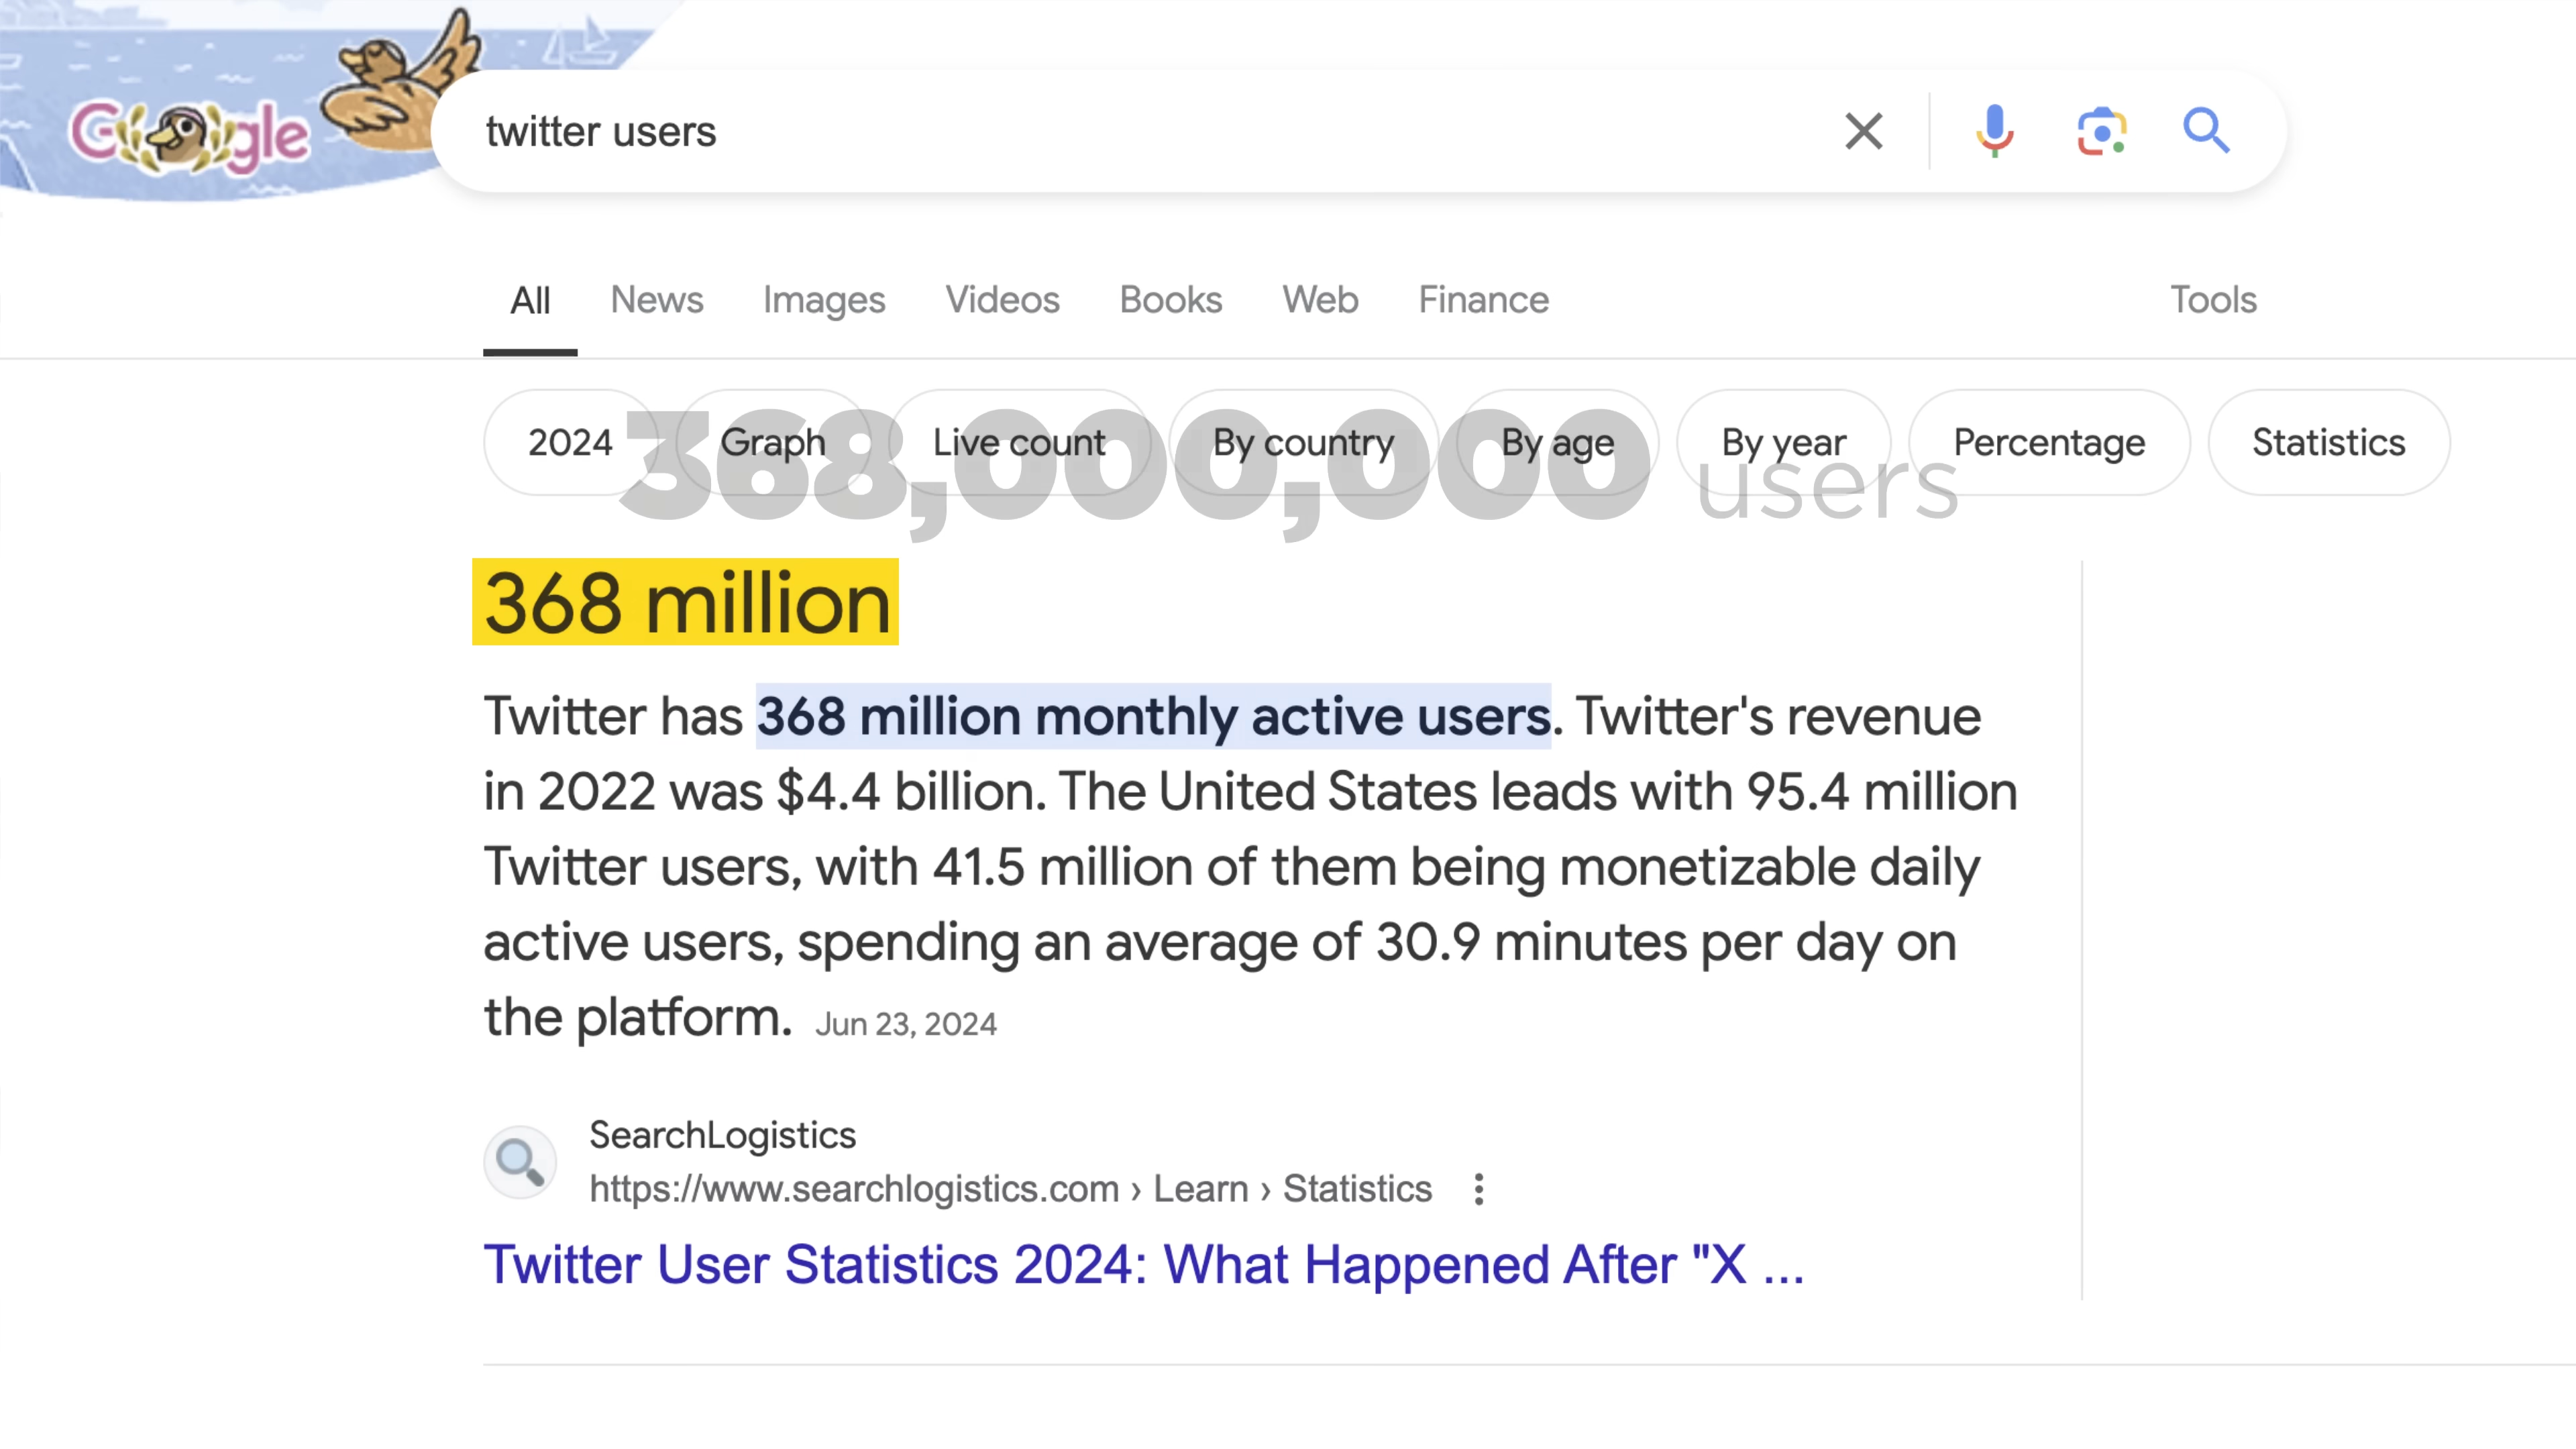 Google
twitter users
All News Images Videos Books Web Finance Tools
2024 Graph Live count By country By age By year Percentage Statistics
368,000,000 users
368 million
Twitter has 368 million monthly active users. Twitter's revenue
in 2022 was $4.4 billion. The United States leads with 95.4 million
Twitter users, with 41.5 million of them being monetizable daily
active users, spending an average of 30.9 minutes per day on
the platform. Jun 23, 2024
SearchLogistics
https://www.searchlogistics.com › Learn › Statistics
Twitter User Statistics 2024: What Happened After "X ...